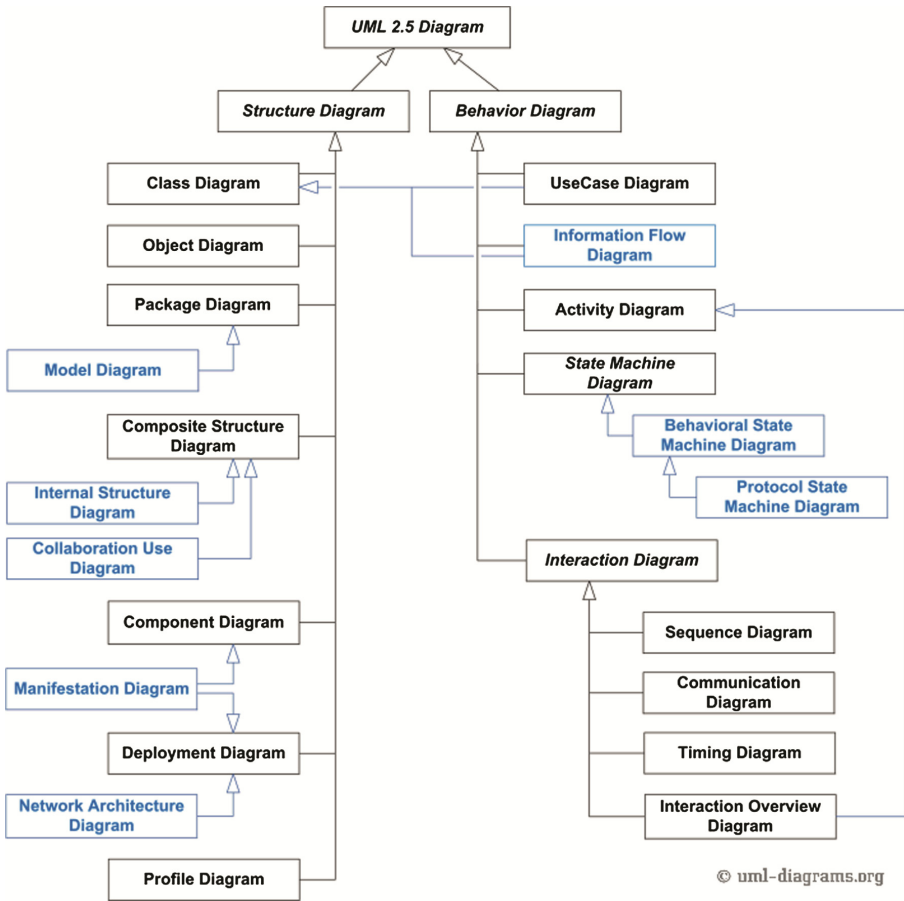 UML 2.5 Diagram
Structure Diagram
Behavior Diagram
Class Diagram
UseCase Diagram
Object Diagram
Information Flow
Diagram
Package Diagram
Activity Diagram
Model Diagram
State Machine
Diagram
Composite Structure
Diagram
Behavioral State
Machine Diagram
Internal Structure
Diagram
Protocol State
Machine Diagram
Collaboration Use
Diagram
Interaction Diagram
Component Diagram
Sequence Diagram
Manifestation Diagram
Communication
Diagram
Deployment Diagram
Timing Diagram
Network Architecture
Diagram
Interaction Overview
Diagram
Profile Diagram
© uml-diagrams.org